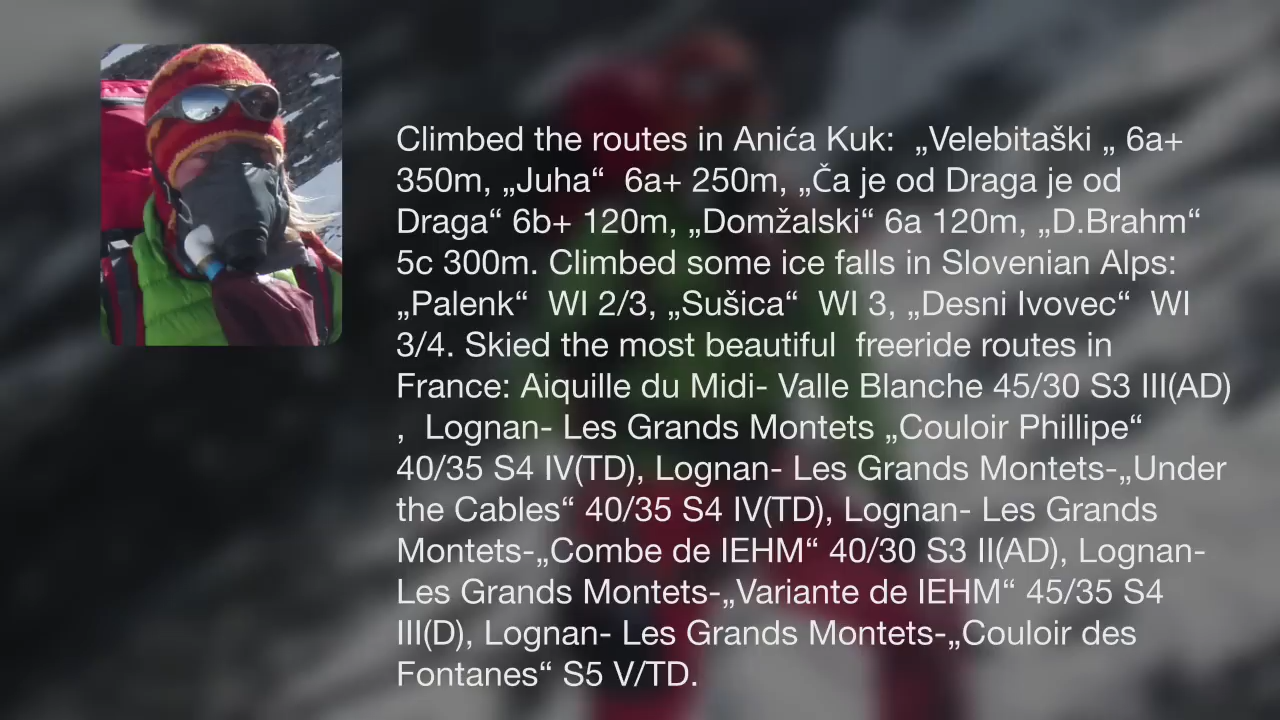 Climbed the routes in Anića Kuk:  „Velebitaški „ 6a+
350m, „Juha“  6a+ 250m, „Ča je od Draga je od
Draga“ 6b+ 120m, „Domžalski“ 6a 120m, „D.Brahm“
5c 300m. Climbed some ice falls in Slovenian Alps:
„Palenk“  WI 2/3, „Sušica“  WI 3, „Desni Ivovec“  WI
3/4. Skied the most beautiful  freeride routes in
France: Aiquille du Midi- Valle Blanche 45/30 S3 III(AD)
,  Lognan- Les Grands Montets „Couloir Phillipe“
40/35 S4 IV(TD), Lognan- Les Grands Montets-„Under
the Cables“ 40/35 S4 IV(TD), Lognan- Les Grands
Montets-„Combe de IEHM“ 40/30 S3 II(AD), Lognan-
Les Grands Montets-„Variante de IEHM“ 45/35 S4
III(D), Lognan- Les Grands Montets-„Couloir des
Fontanes“ S5 V/TD.